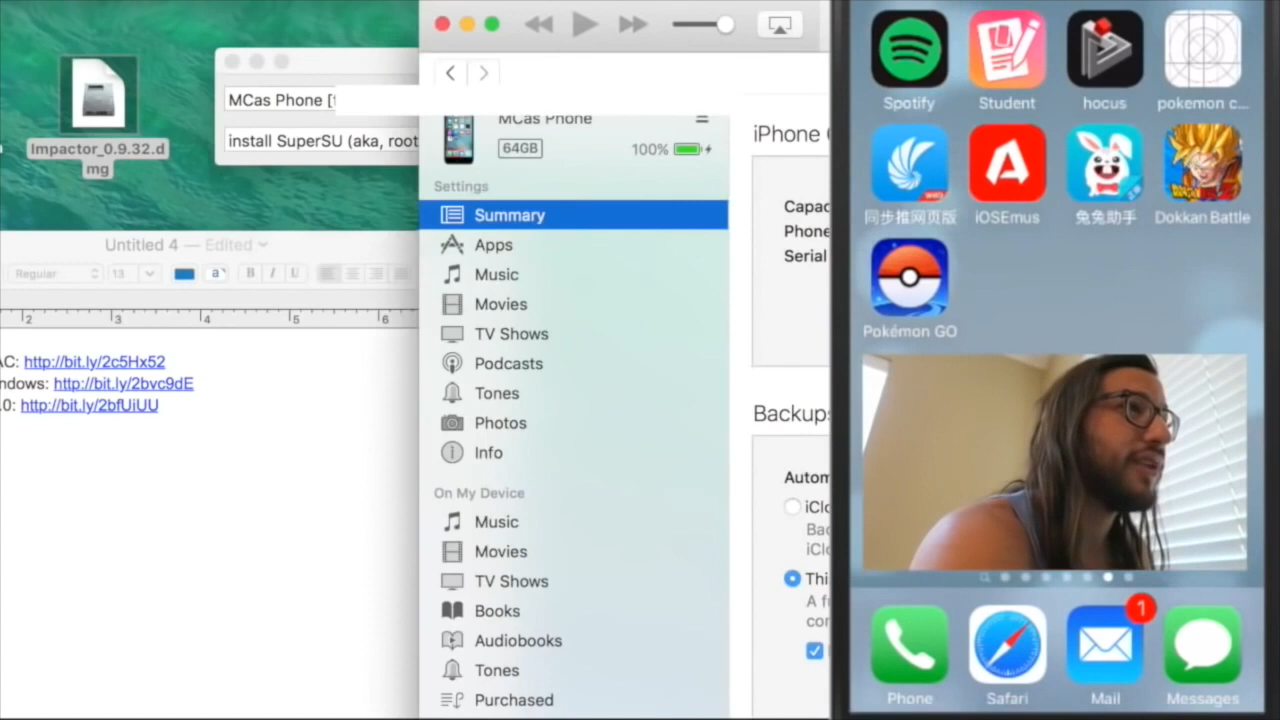 Impactor_0.9.32.d
mg
MCas Phone [
install SuperSU (aka, root
Untitled 4 — Edited
Regular
13
a
B I U
2 3 4 5 6
AC: http://bit.ly/2c5Hx52
ndows: http://bit.ly/2bvc9dE
.0: http://bit.ly/2bfUiUU
MCas Phone
64GB
100%
Settings
Summary
Apps
Music
Movies
TV Shows
Podcasts
Tones
Photos
Info
On My Device
Music
Movies
TV Shows
Books
Audiobooks
Tones
Purchased
iPhone
Capac
Phone
Serial
Backups
Autom
iClo
Bac
iClo
Thi
A fu
com
Spotify
Student
hocus
pokemon c...
同步推网页版
iOSEmus
兔兔助手
Dokkan Battle
Pokémon GO
1
Phone
Safari
Mail
Messages